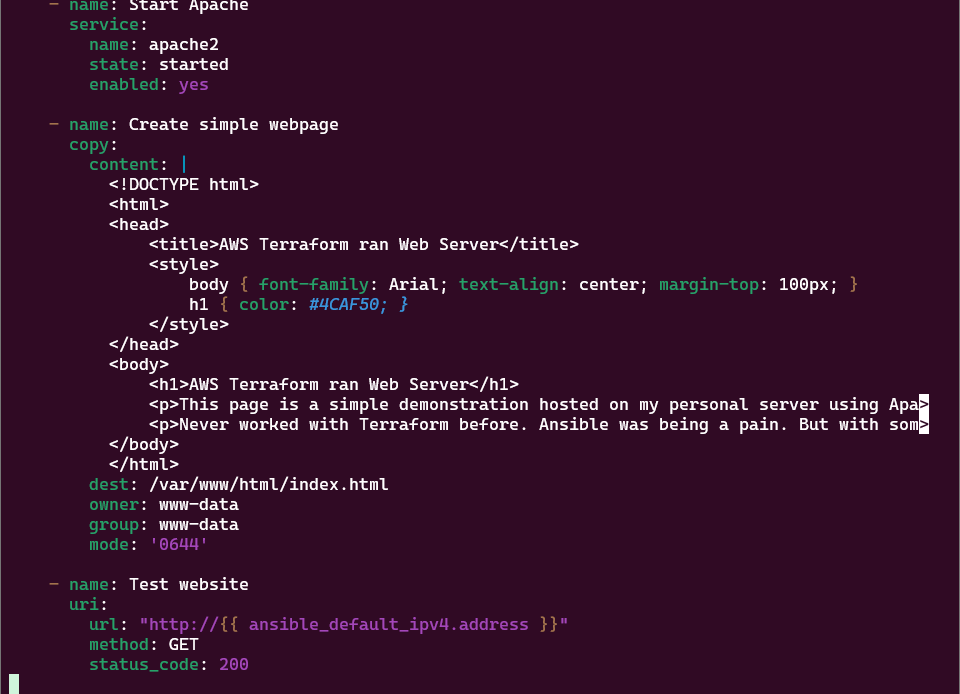 - name: Start Apache
  service:
    name: apache2
    state: started
    enabled: yes

- name: Create simple webpage
  copy:
    content: |
      <!DOCTYPE html>
      <html>
      <head>
          <title>AWS Terraform ran Web Server</title>
          <style>
              body { font-family: Arial; text-align: center; margin-top: 100px; }
              h1 { color: #4CAF50; }
          </style>
      </head>
      <body>
          <h1>AWS Terraform ran Web Server</h1>
          <p>This page is a simple demonstration hosted on my personal server using Apa>
          <p>Never worked with Terraform before. Ansible was being a pain. But with som>
      </body>
      </html>
    dest: /var/www/html/index.html
    owner: www-data
    group: www-data
    mode: '0644'

- name: Test website
  uri:
    url: "http://{{ ansible_default_ipv4.address }}"
    method: GET
    status_code: 200